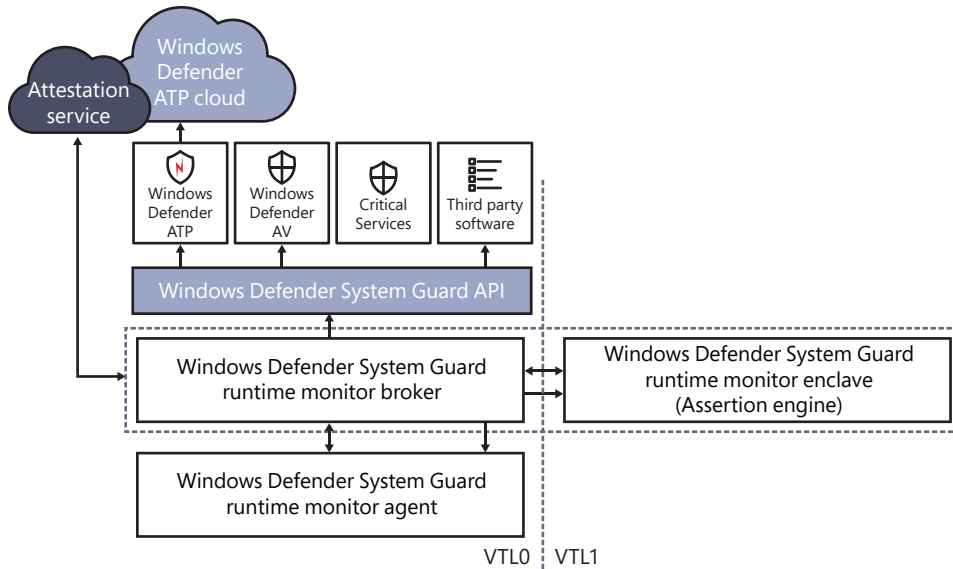 Windows
Defender
ATP cloud
Attestation
service
Windows
Defender
ATP
Windows
Defender
AV
Critical
Services
Third party
software
Windows Defender System Guard API
Windows Defender System Guard
runtime monitor broker
Windows Defender System Guard
runtime monitor enclave
(Assertion engine)
Windows Defender System Guard
runtime monitor agent
VTL0
VTL1